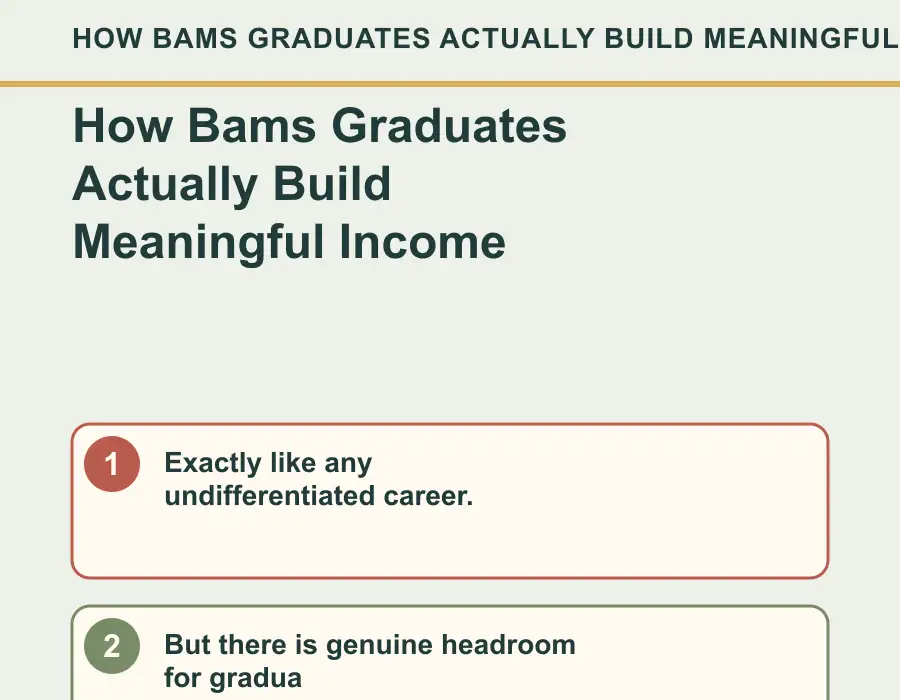 HOW BAMS GRADUATES ACTUALLY BUILD MEANINGFUL
How Bams Graduates
Actually Build
Meaningful Income
1
Exactly like any
undifferentiated career.
2
But there is genuine headroom
for gradua